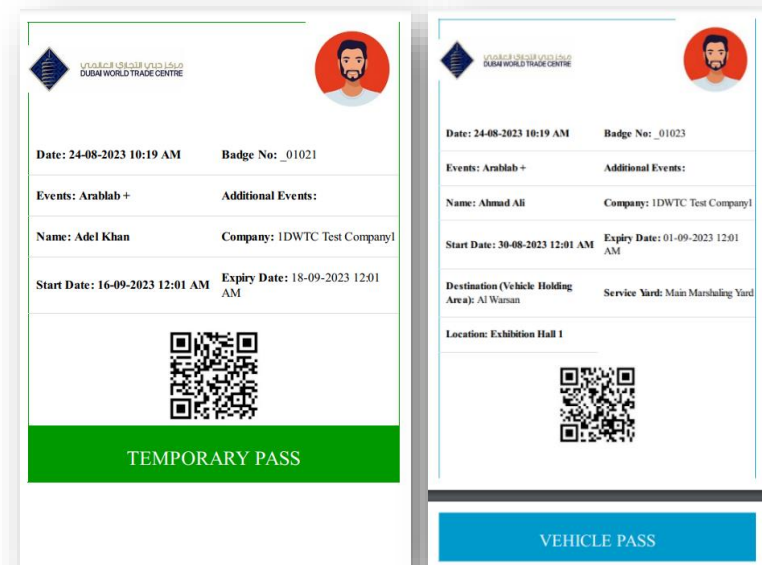 مركز دبي التجاري العالمي
DUBAI WORLD TRADE CENTRE
Date: 24-08-2023 10:19 AM
Badge No: _01021
Events: Arablab +
Additional Events:
Name: Adel Khan
Company: 1DWTC Test Company1
Start Date: 16-09-2023 12:01 AM
Expiry Date: 18-09-2023 12:01
AM
TEMPORARY PASS
مركز دبي التجاري العالمي
DUBAI WORLD TRADE CENTRE
Date: 24-08-2023 10:19 AM
Badge No: _01023
Events: Arablab +
Additional Events:
Name: Ahmad Ali
Company: 1DWTC Test Company1
Start Date: 30-08-2023 12:01 AM
Expiry Date: 01-09-2023 12:01
AM
Destination (Vehicle Holding
Area): Al Warsan
Service Yard: Main Marshaling Yard
Location: Exhibition Hall 1
VEHICLE PASS